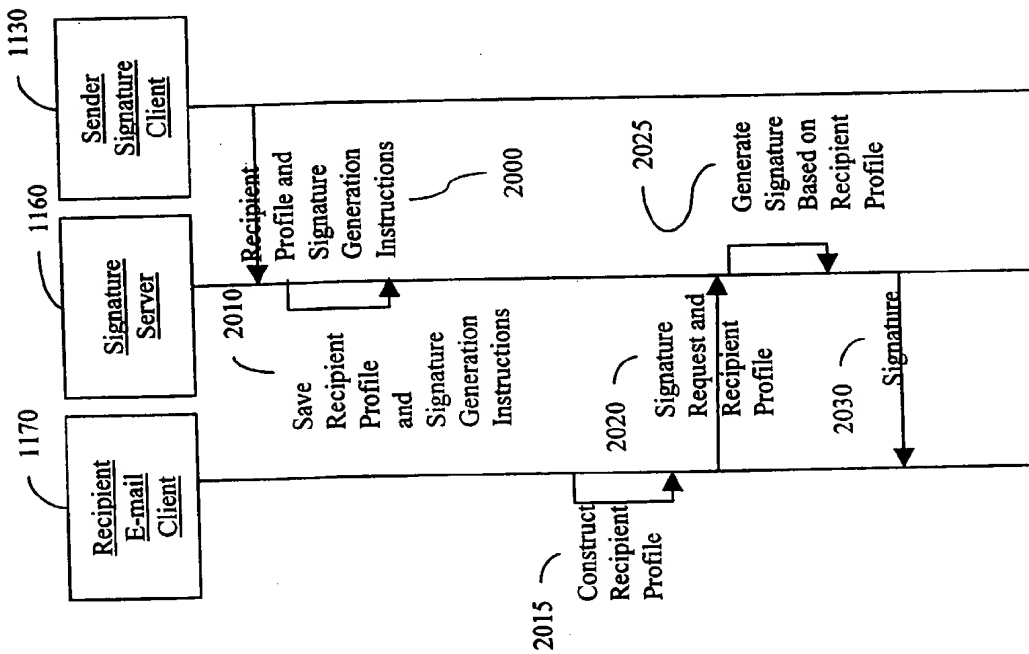 1170
Recipient
E-mail
Client
1160
Signature
Server
1130
Sender
Signature
Client
Recipient
Profile and
Signature
Generation
Instructions
2000
2010
Save
Recipient
Profile
and
Signature
Generation
Instructions
2015
Construct
Recipient
Profile
2020
Signature
Request and
Recipient
Profile
2025
Generate
Signature
Based on
Recipient
Profile
2030
Signature